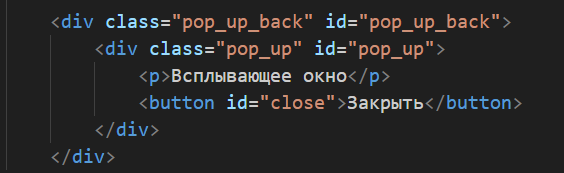 <div class="pop_up_back" id="pop_up_back">
<div class="pop_up" id="pop_up">
<p>Всплывающее окно</p>
<button id="close">Закрыть</button>
</div>
</div>